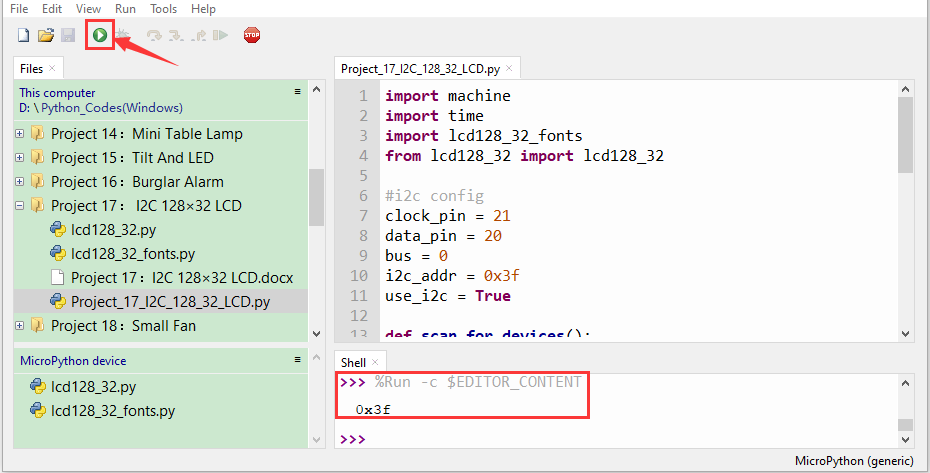 File Edit View Run Tools Help
STOP
Files
This computer
D: \ Python_Codes(Windows)
Project 14：Mini Table Lamp
Project 15：Tilt And LED
Project 16：Burglar Alarm
Project 17： I2C 128×32 LCD
lcd128_32.py
lcd128_32_fonts.py
Project 17：I2C 128×32 LCD.docx
Project_17_I2C_128_32_LCD.py
Project 18：Small Fan
MicroPython device
lcd128_32.py
lcd128_32_fonts.py
Project_17_I2C_128_32_LCD.py
1 import machine
2 import time
3 import lcd128_32_fonts
4 from lcd128_32 import lcd128_32
5
6 #i2c config
7 clock_pin = 21
8 data_pin = 20
9 bus = 0
10 i2c_addr = 0x3f
11 use_i2c = True
12
13 def scan_for_devices():
Shell
>>> %Run -c $EDITOR_CONTENT
0x3f
>>>
MicroPython (generic)